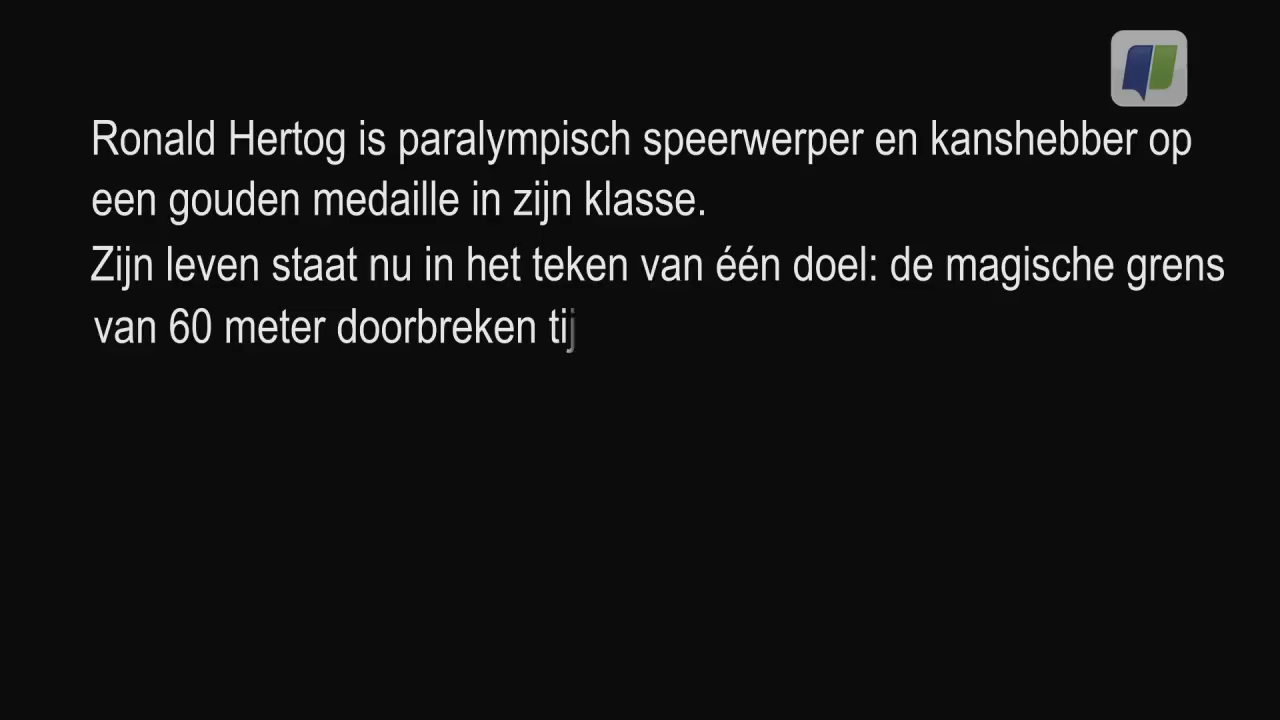 Ronald Hertog is paralympisch speerwerper en kanshebber op
een gouden medaille in zijn klasse.
Zijn leven staat nu in het teken van één doel: de magische grens
van 60 meter doorbreken tij